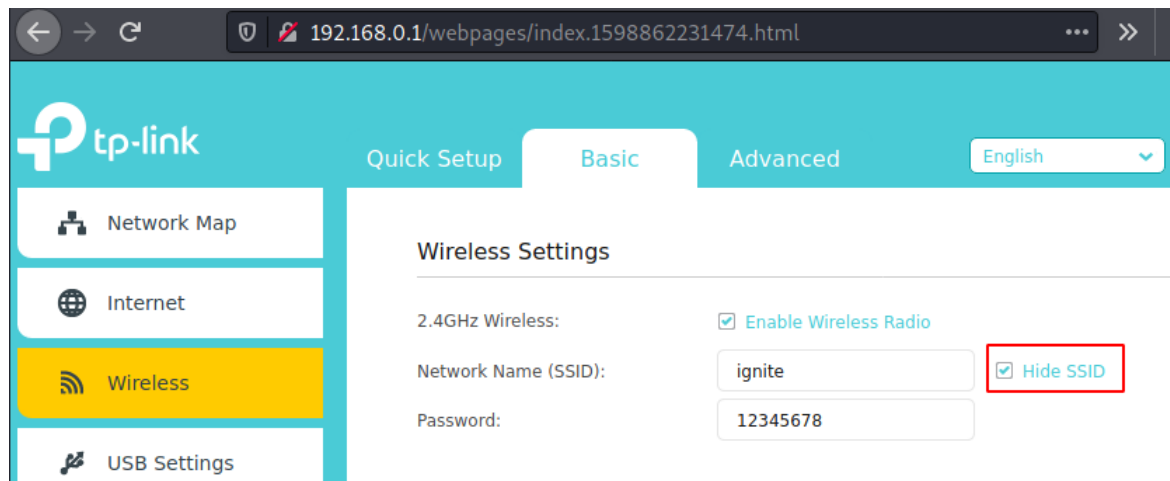 192.168.0.1/webpages/index.1598862231474.html
tp-link
Quick Setup Basic Advanced English
Network Map
Internet
Wireless
USB Settings
Wireless Settings
2.4GHz Wireless: Enable Wireless Radio
Network Name (SSID): ignite Hide SSID
Password: 12345678